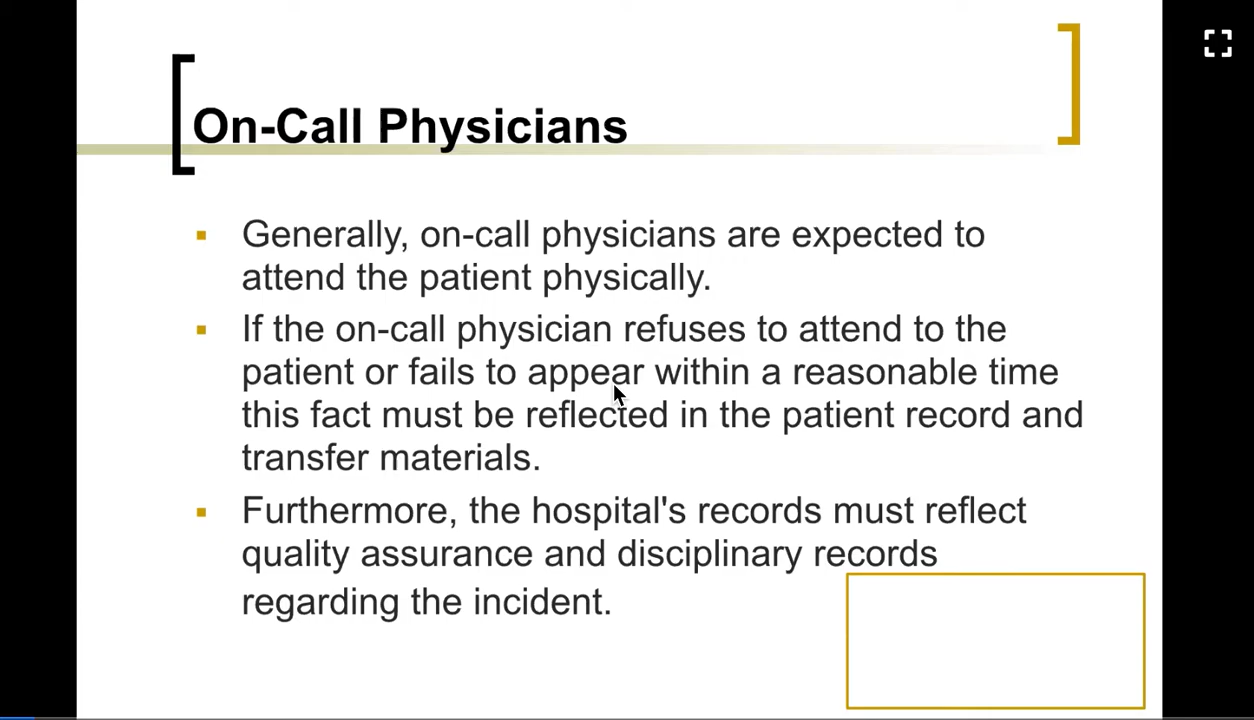 On-Call Physicians
Generally, on-call physicians are expected to
attend the patient physically.
If the on-call physician refuses to attend to the
patient or fails to appear within a reasonable time
this fact must be reflected in the patient record and
transfer materials.
Furthermore, the hospital's records must reflect
quality assurance and disciplinary records
regarding the incident.